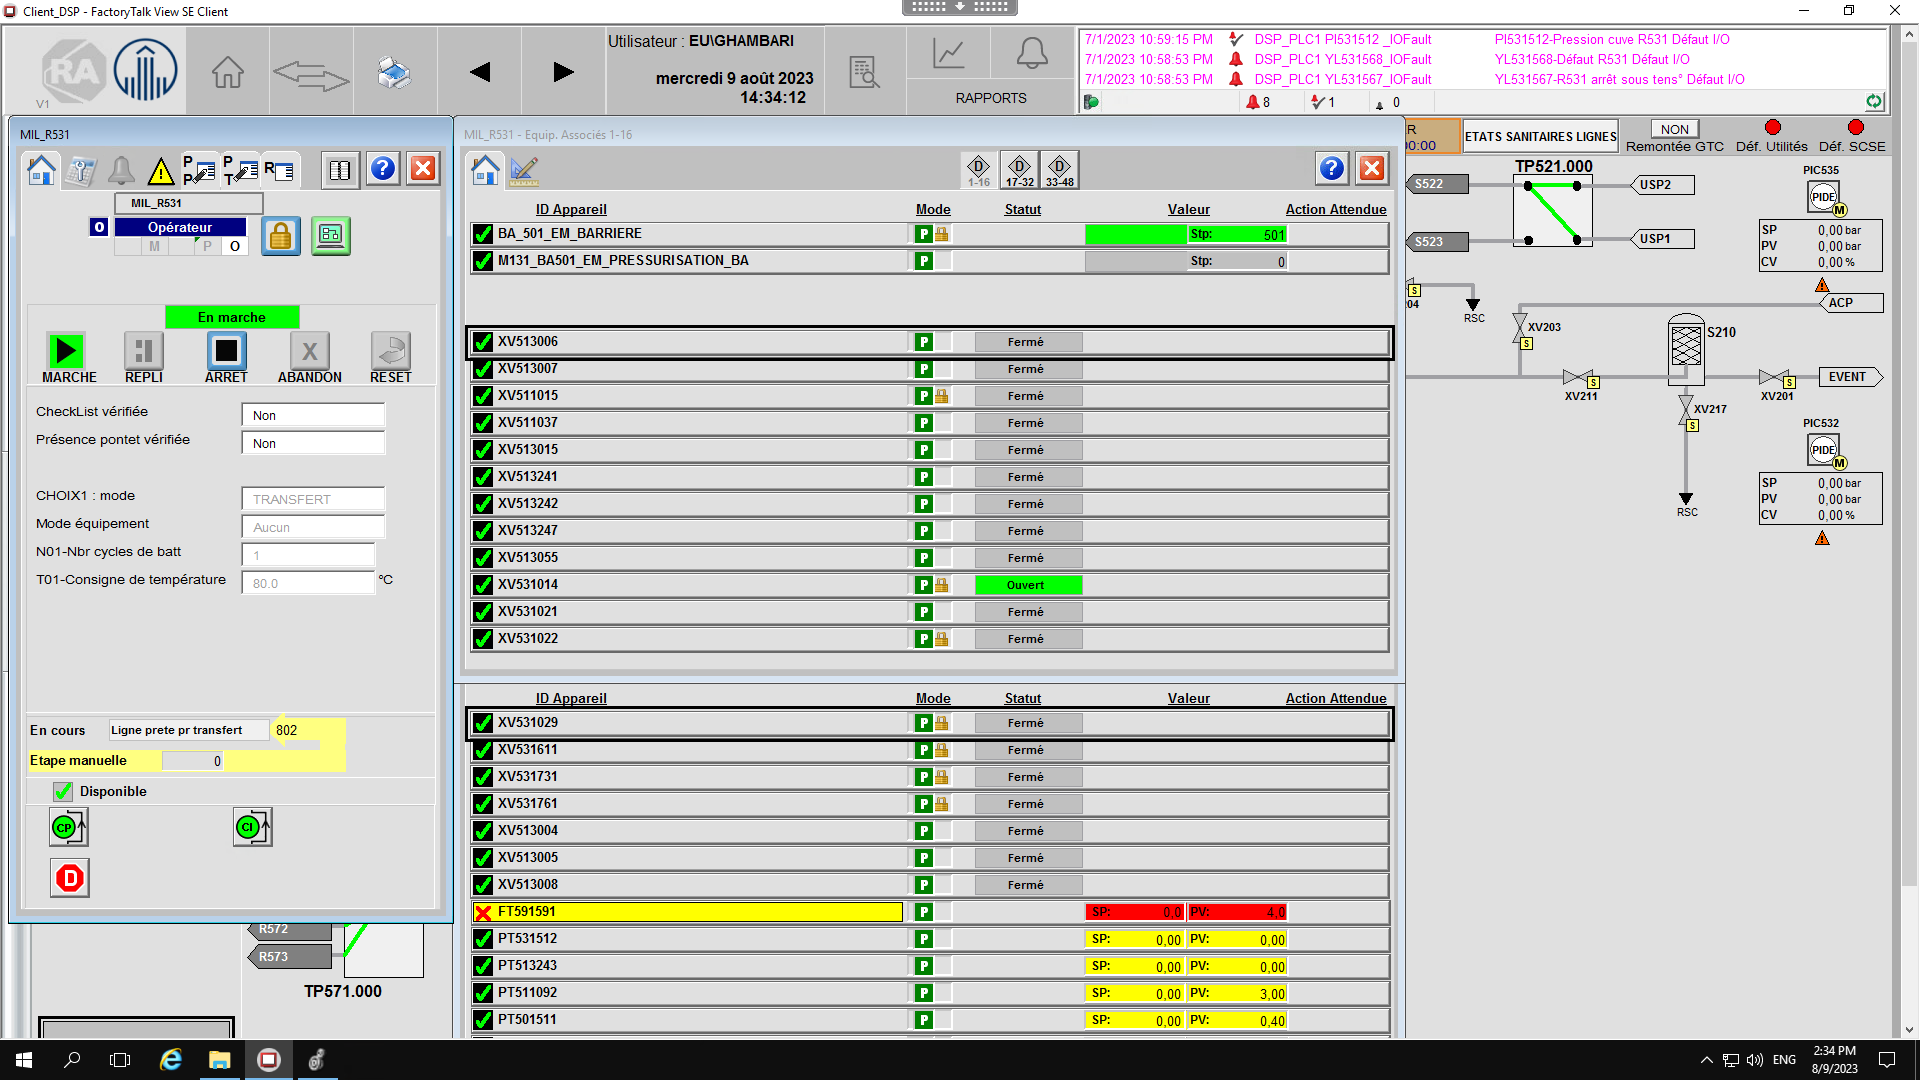 Client_DSP - FactoryTalk View SE Client
RA
V1
Utilisateur : EU\GHAMBARI
mercredi 9 août 2023
14:34:12
RAPPORTS
7/1/2023 10:59:15 PM DSP_PLC1 PI531512 _IOFault PI531512-Pression cuve R531 Défaut I/O
7/1/2023 10:58:53 PM DSP_PLC1 YL531568_IOFault YL531568-Défaut R531 Défaut I/O
7/1/2023 10:58:53 PM DSP_PLC1 YL531567_IOFault YL531567-R531 arrêt sous tens° Défaut I/O
8 1 0
MIL_R531
P P P T R
?
MIL_R531
O Opérateur
M P O
En marche
MARCHE REPLI ARRET ABANDON RESET
CheckList vérifiée Non
Présence pontet vérifiée Non
CHOIX1 : mode TRANSFERT
Mode équipement Aucun
N01-Nbr cycles de batt 1
T01-Consigne de température 80.0 °C
En cours Ligne prete pr transfert 802
Etape manuelle 0
Disponible
CP CI
D
MIL_R531 - Equip. Associés 1-16
D 1-16 D 17-32 D 33-48 ?
ID Appareil Mode Statut Valeur Action Attendue
BA_501_EM_BARRIERE P Stp: 501
M131_BA501_EM_PRESSURISATION_BA P Stp: 0
XV513006 P Fermé
XV513007 P Fermé
XV511015 P Fermé
XV511037 P Fermé
XV513015 P Fermé
XV513241 P Fermé
XV513242 P Fermé
XV513247 P Fermé
XV513055 P Fermé
XV531014 P Ouvert
XV531021 P Fermé
XV531022 P Fermé
ID Appareil Mode Statut Valeur Action Attendue
XV531029 P Fermé
XV531611 P Fermé
XV531731 P Fermé
XV531761 P Fermé
XV513004 P Fermé
XV513005 P Fermé
XV513008 P Fermé
FT591591 P SP: 0,0 PV: 4,0
PT531512 P SP: 0,00 PV: 0,00
PT513243 P SP: 0,00 PV: 0,00
PT511092 P SP: 0,00 PV: 3,00
PT501511 P SP: 0,00 PV: 0,40
R
00:00
ETATS SANITAIRES LIGNES
NON
Remontée GTC Déf. Utilités Déf. SCSE
TP521.000
S522 USP2
S523 USP1
PIC535
PIDE
M
SP 0,00 bar
PV 0,00 bar
CV 0,00 %
S
04
RSC
ACP
XV203
S
S210
XV211
S
XV201
S
EVENT
XV217
S
RSC
PIC532
PIDE
M
SP 0,00 bar
PV 0,00 bar
CV 0,00 %
R572
R573
TP571.000
ENG
2:34 PM
8/9/2023